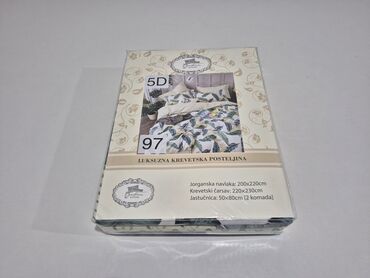 5D
97
LUKSUZNA KREVETSKA POSTELJINA
Jorganska navlaka: 200x220cm
Krevetski čaršav: 220x230cm
Jastučnica: 50x80cm [2 komada]